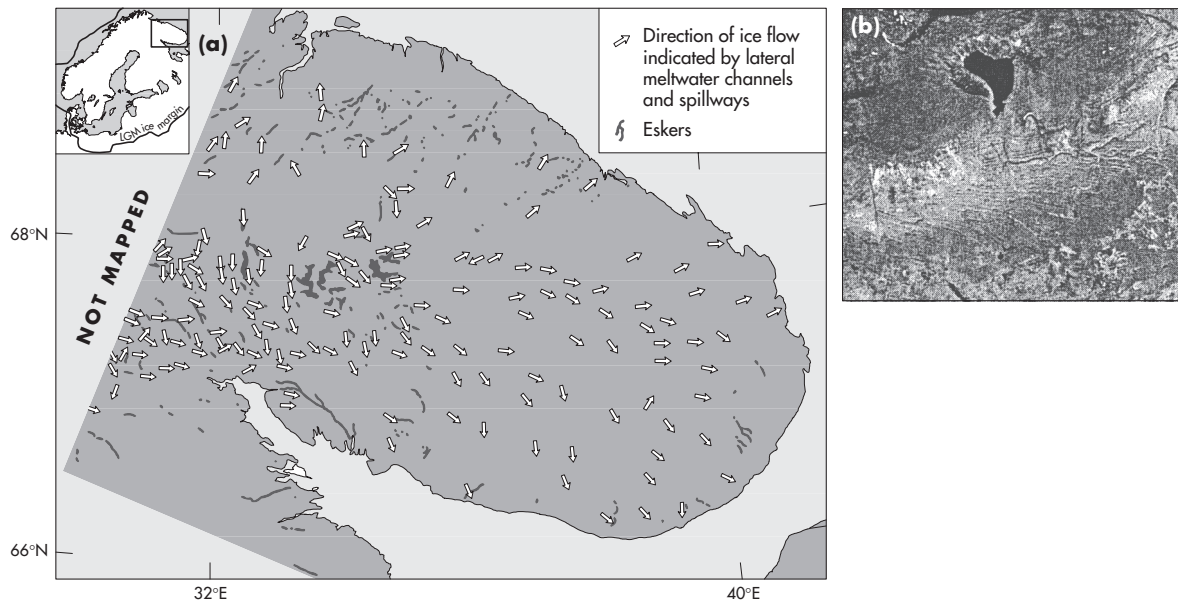 (a)
LGM ice margin
Direction of ice flow
indicated by lateral
meltwater channels
and spillways
Eskers
(b)
NOT MAPPED
68°N
66°N
32°E
40°E